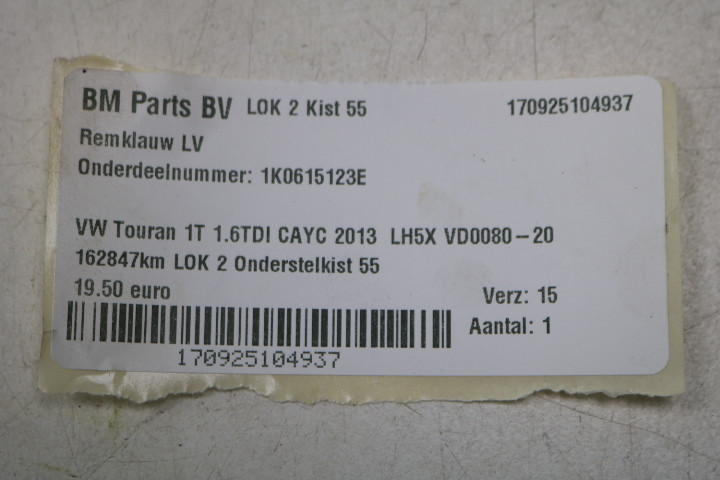 BM Parts BV LOK 2 Kist 55 170925104937
Remklauw LV
Onderdeelnummer: 1K0615123E
VW Touran 1T 1.6TDI CAYC 2013 LH5X VD0080-20
162847km LOK 2 Onderstelkist 55
19.50 euro Verz: 15
Aantal: 1
170925104937